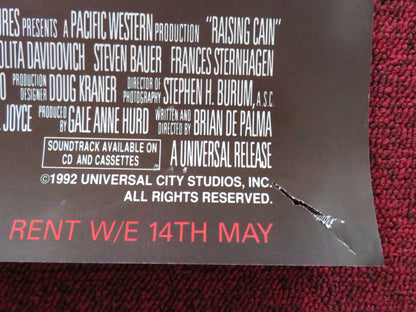 PRESENTS A PACIFIC WESTERN PRODUCTION "RAISING CAIN"
LOLITA DAVIDOVICH STEVEN BAUER FRANCES STERNHAGEN
PRODUCTION DESIGNER DOUG KRANER DIRECTOR OF PHOTOGRAPHY STEPHEN H. BURUM, A.S.C.
JOYCE PRODUCED BY GALE ANNE HURD WRITTEN AND DIRECTED BY BRIAN DE PALMA
SOUNDTRACK AVAILABLE ON
CD AND CASSETTES
A UNIVERSAL RELEASE
©1992 UNIVERSAL CITY STUDIOS, INC.
ALL RIGHTS RESERVED.
RENT W/E 14TH MAY